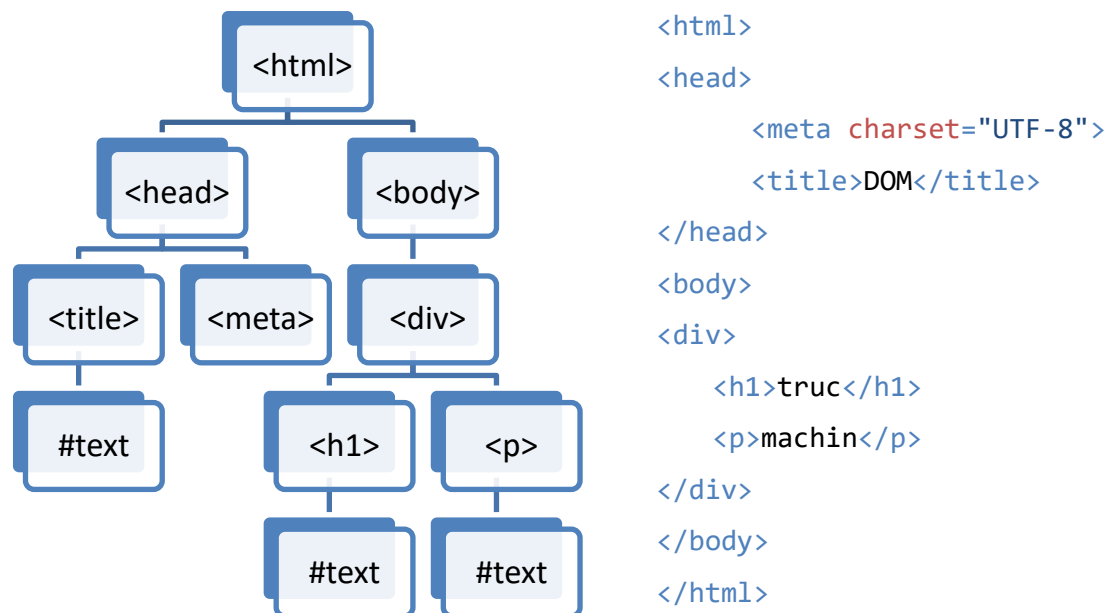 <html>
<head> <body>
<title> <meta> <div>
#text <h1> <p>
#text #text
<html>
<head>
<meta charset="UTF-8">
<title>DOM</title>
</head>
<body>
<div>
<h1>truc</h1>
<p>machin</p>
</div>
</body>
</html>